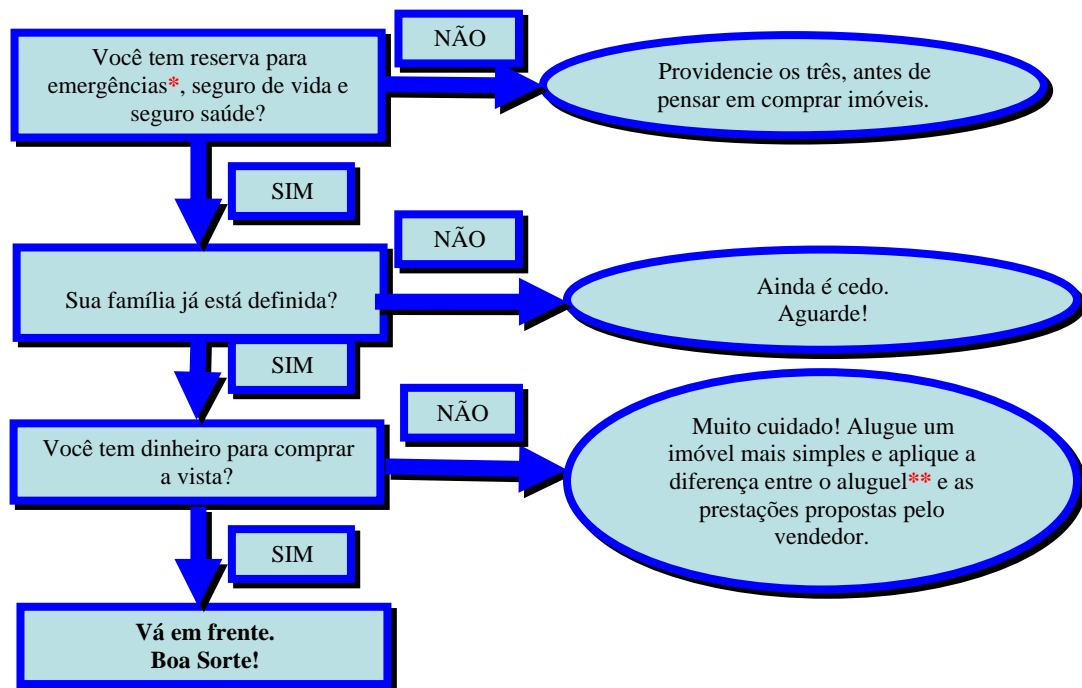 Você tem reserva para
emergências*, seguro de vida e
seguro saúde?
NÃO
Providencie os três, antes de
pensar em comprar imóveis.
SIM
Sua família já está definida?
NÃO
Ainda é cedo.
Aguarde!
SIM
Você tem dinheiro para comprar
a vista?
NÃO
Muito cuidado! Alugue um
imóvel mais simples e aplique a
diferença entre o aluguel** e as
prestações propostas pelo
vendedor.
SIM
Vá em frente.
Boa Sorte!